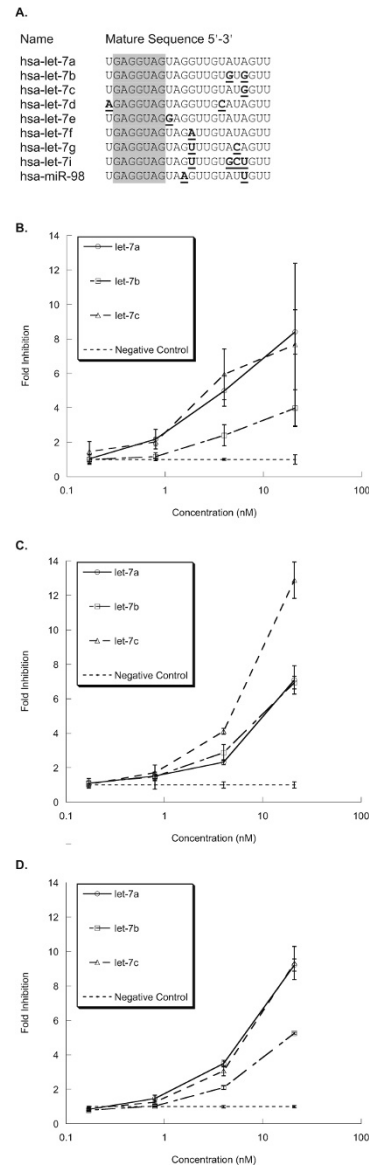 A.
Name Mature Sequence 5'-3'
hsa-let-7a UGAGGUAGUAGGUUGUAUAGUU
hsa-let-7b UGAGGUAGUAGGUUGUGUGGUU
hsa-let-7c UGAGGUAGUAGGUUGUAUGGUU
hsa-let-7d AGAGGUAGUAGGUUGCAUAGUU
hsa-let-7e UGAGGUAGGAGGUUGUAUAGUU
hsa-let-7f UGAGGUAGUAGAUUGUAUAGUU
hsa-let-7g UGAGGUAGUAGUUUGUACAGUU
hsa-let-7i UGAGGUAGUAGUUUGUGCUGUU
hsa-miR-98 UGAGGUAGUAAGUUGUAUUGUU
B.
Fold Inhibition
14
12
10
8
6
4
2
0
let-7a
let-7b
let-7c
Negative Control
0.1 1 10 100
Concentration (nM)
C.
Fold Inhibition
14
12
10
8
6
4
2
0
let-7a
let-7b
let-7c
Negative Control
0.1 1 10 100
Concentration (nM)
D.
Fold Inhibition
14
12
10
8
6
4
2
0
let-7a
let-7b
let-7c
Negative Control
0.1 1 10 100
Concentration (nM)